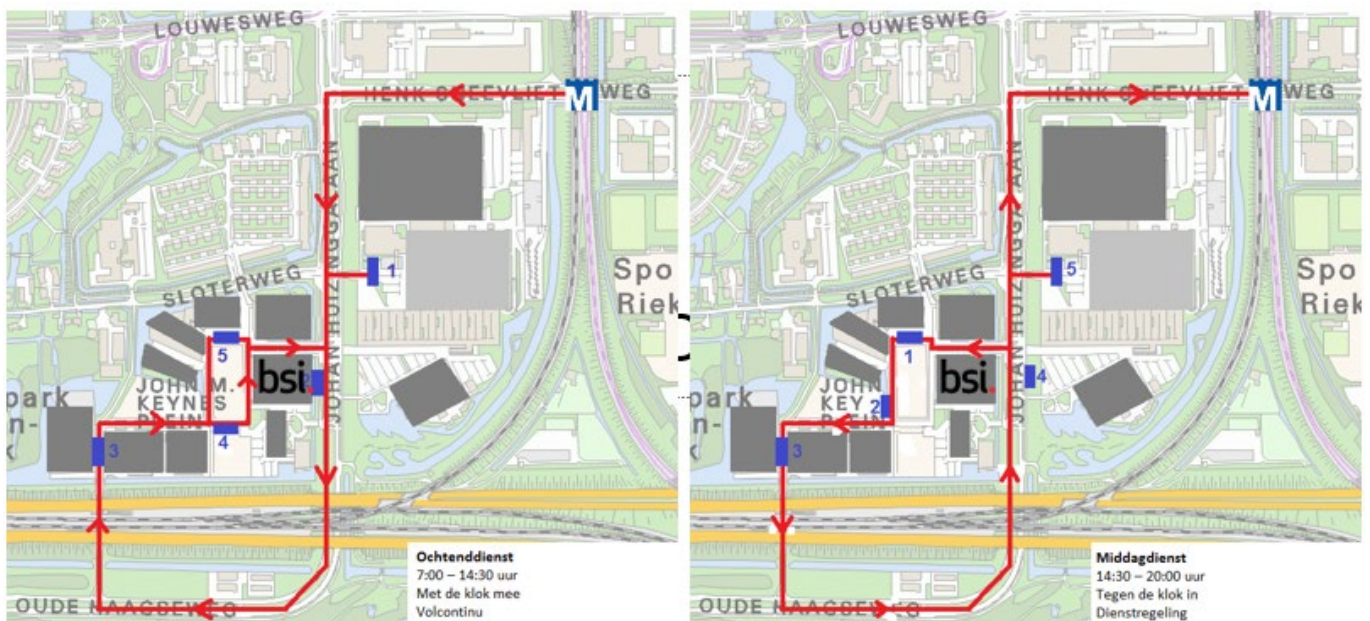 LOUWESWEG
HENK SNEEVLIET WEG
M
JOHAN HUIZINGALAAN
1
SLOTERWEG
Spo
Riek
5
bsi.
JOHN M.
KEYNES
PLEIN
park
n-
k
3
4
OUDE HAAGSEWEG
Ochtenddienst
7:00 – 14:30 uur
Met de klok mee
Volcontinu
LOUWESWEG
HENK SNEEVLIET WEG
M
JOHAN HUIZINGALAAN
5
SLOTERWEG
Spo
Riek
1
bsi.
4
JOHN
KEY
2
PLEIN
park
n-
k
3
OUDE HAAGSEWEG
Middagdienst
14:30 – 20:00 uur
Tegen de klok in
Dienstregeling